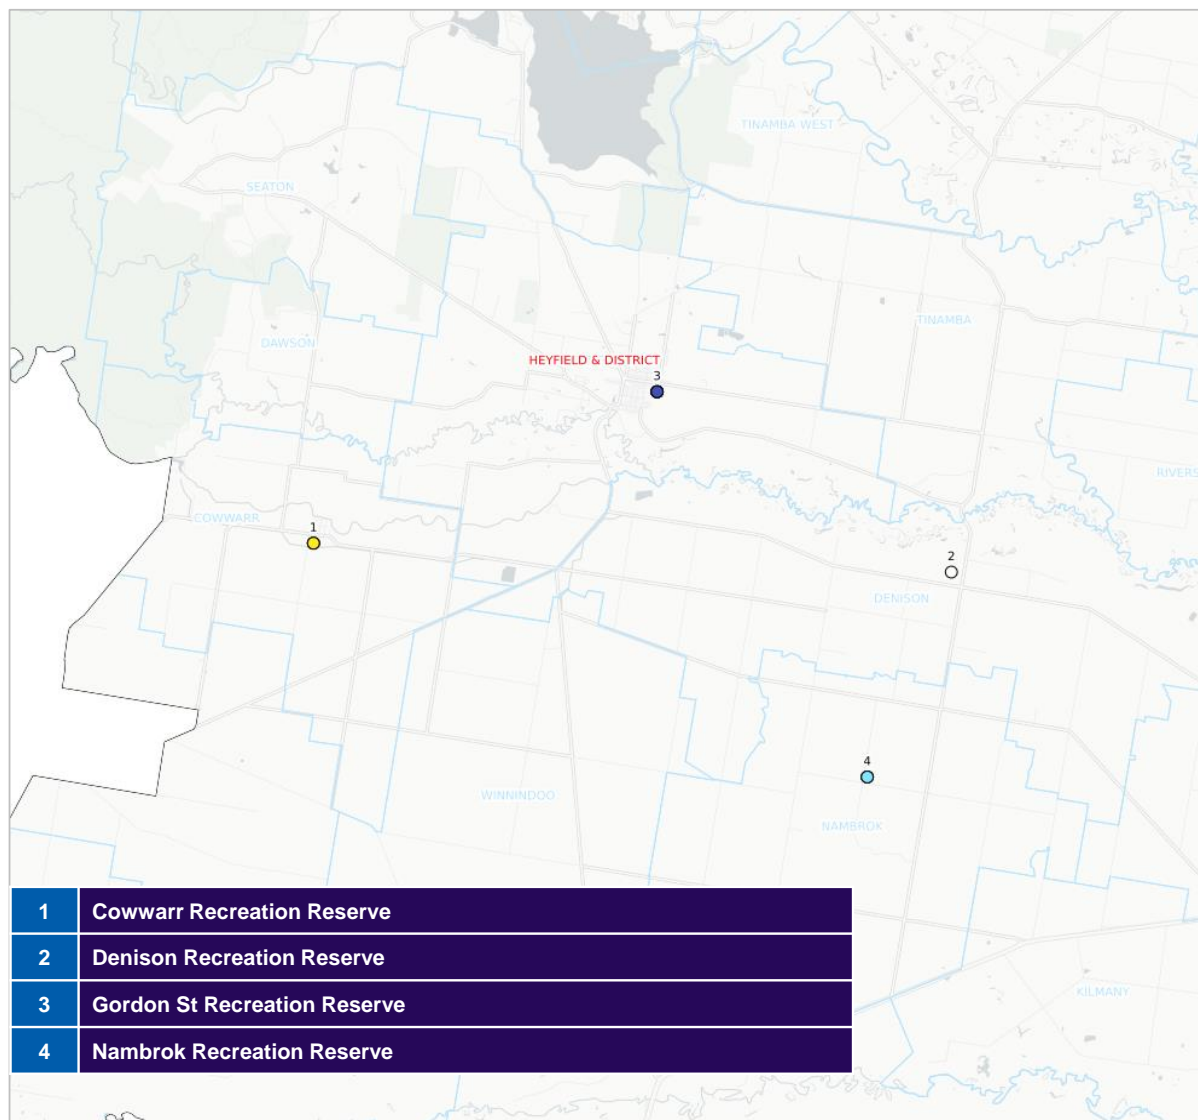 TINAMBA WEST
SEATON
TINAMBA
DAWSON
HEYFIELD & DISTRICT
3
RIVERS
COWWARR
1
2
DENISON
4
WINNINDOO
NAMBROK
1 Cowwarr Recreation Reserve
2 Denison Recreation Reserve
3 Gordon St Recreation Reserve
4 Nambrok Recreation Reserve
KILMANY